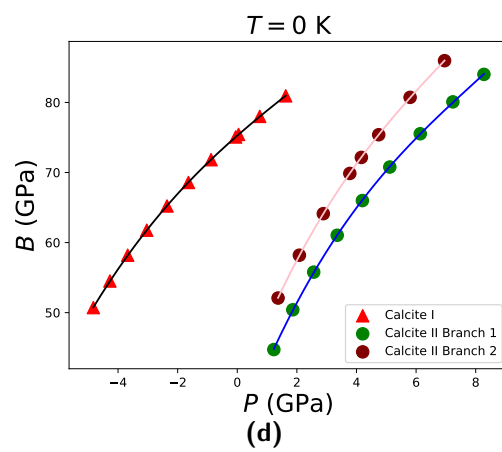 T = 0 K
80
70
60
50
B (GPa)
Calcite I
Calcite II Branch 1
Calcite II Branch 2
−4 −2 0 2 4 6 8
P (GPa)
(d)